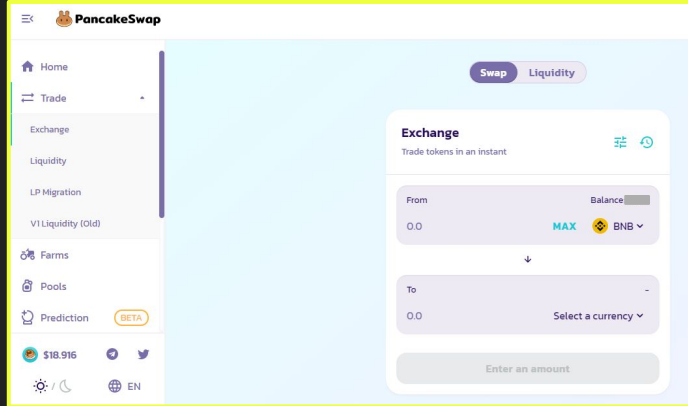 PancakeSwap
Home
Trade
Exchange
Liquidity
LP Migration
V1 Liquidity (Old)
Farms
Pools
Prediction BETA
$18.916
/ EN
Swap Liquidity
Exchange
Trade tokens in an instant
From Balance
0.0 MAX BNB
To -
0.0 Select a currency
Enter an amount